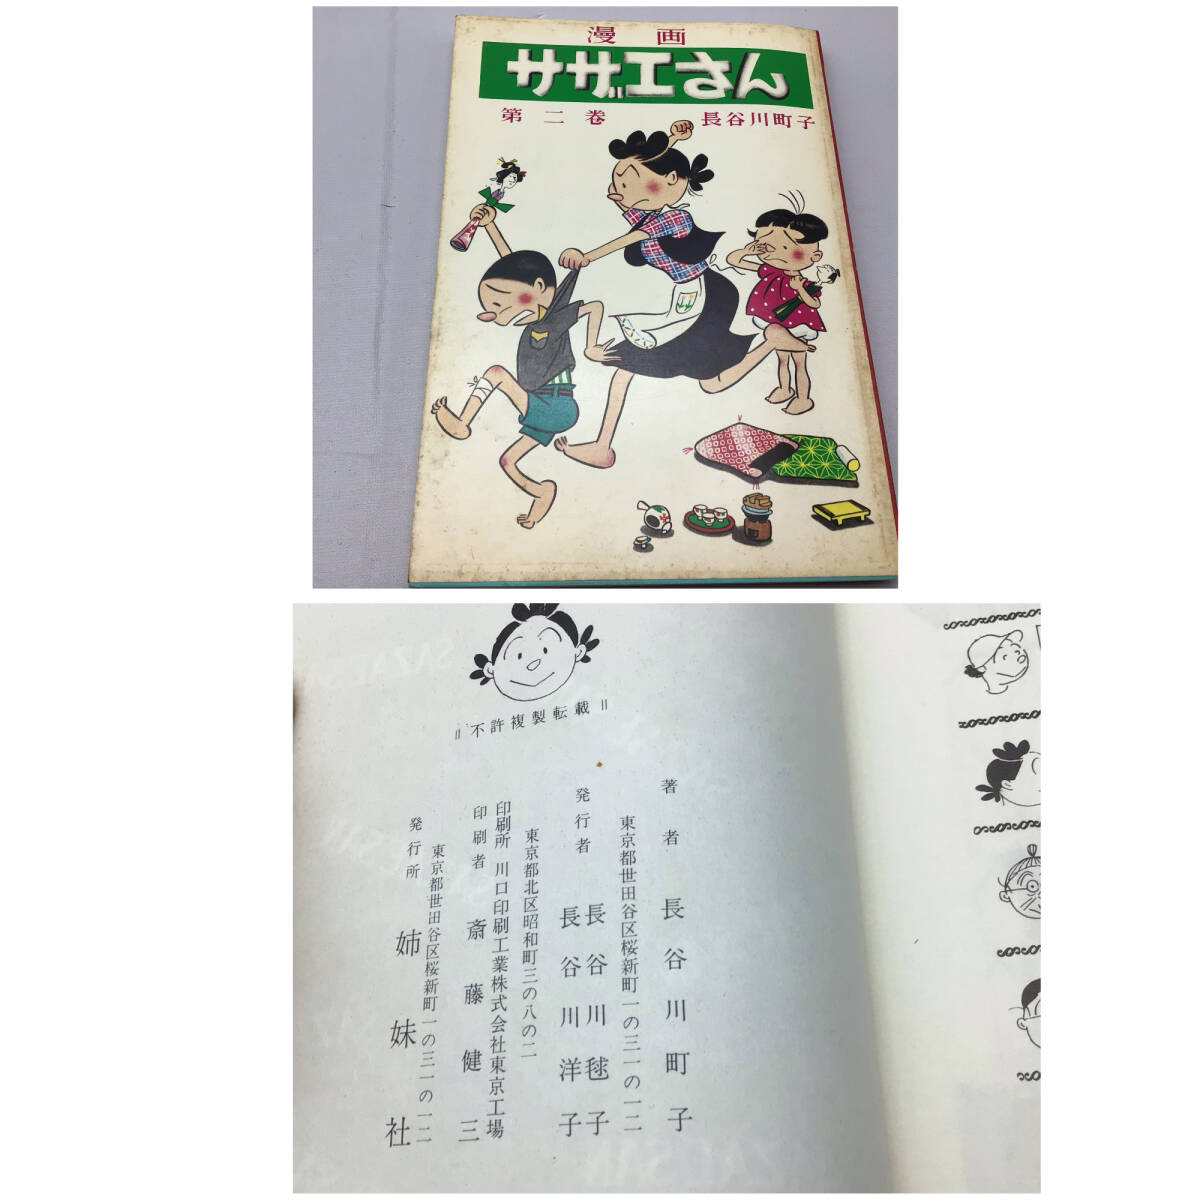 漫画
サザエさん
第二巻
長谷川町子
＝不許複製転載＝
著者 長谷川町子
東京都世田谷区桜新町一の三一の一二
発行者 長谷川毬子
長谷川洋子
東京都北区昭和町三の八の二
印刷所 川口印刷工業株式会社東京工場
印刷者 斎藤健三
東京都世田谷区桜新町一の三一の一二
発行所 姉妹社